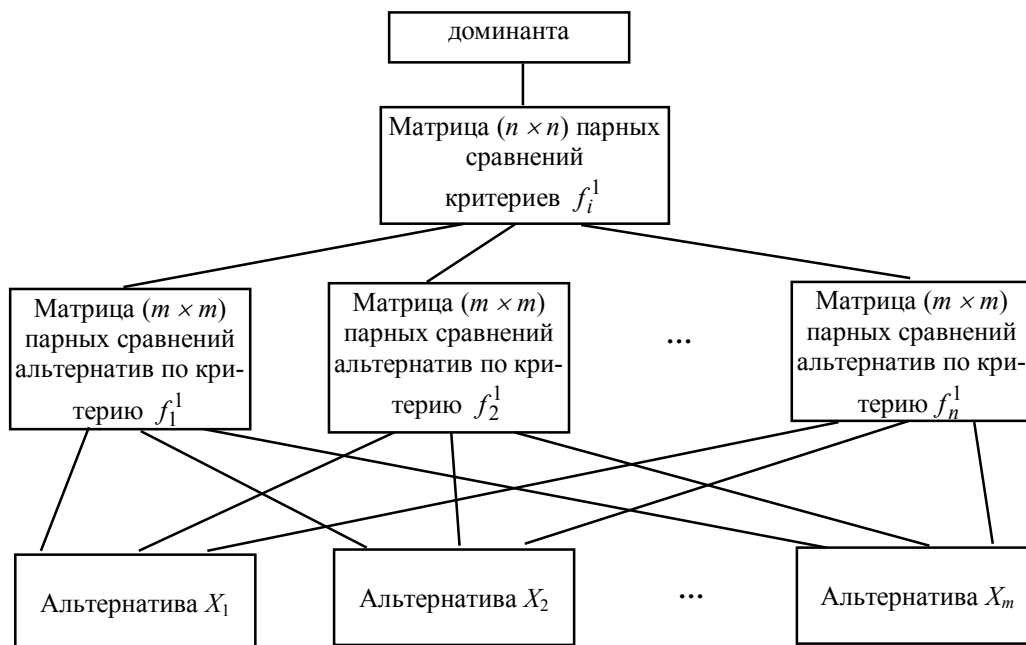 доминанта
Матрица (n × n) парных
сравнений
критериев f_i^1
Матрица (m × m)
парных сравнений
альтернатив по кри-
терию f_1^1
Матрица (m × m)
парных сравнений
альтернатив по кри-
терию f_2^1
...
Матрица (m × m)
парных сравнений
альтернатив по кри-
терию f_n^1
Альтернатива X_1
Альтернатива X_2
...
Альтернатива X_m